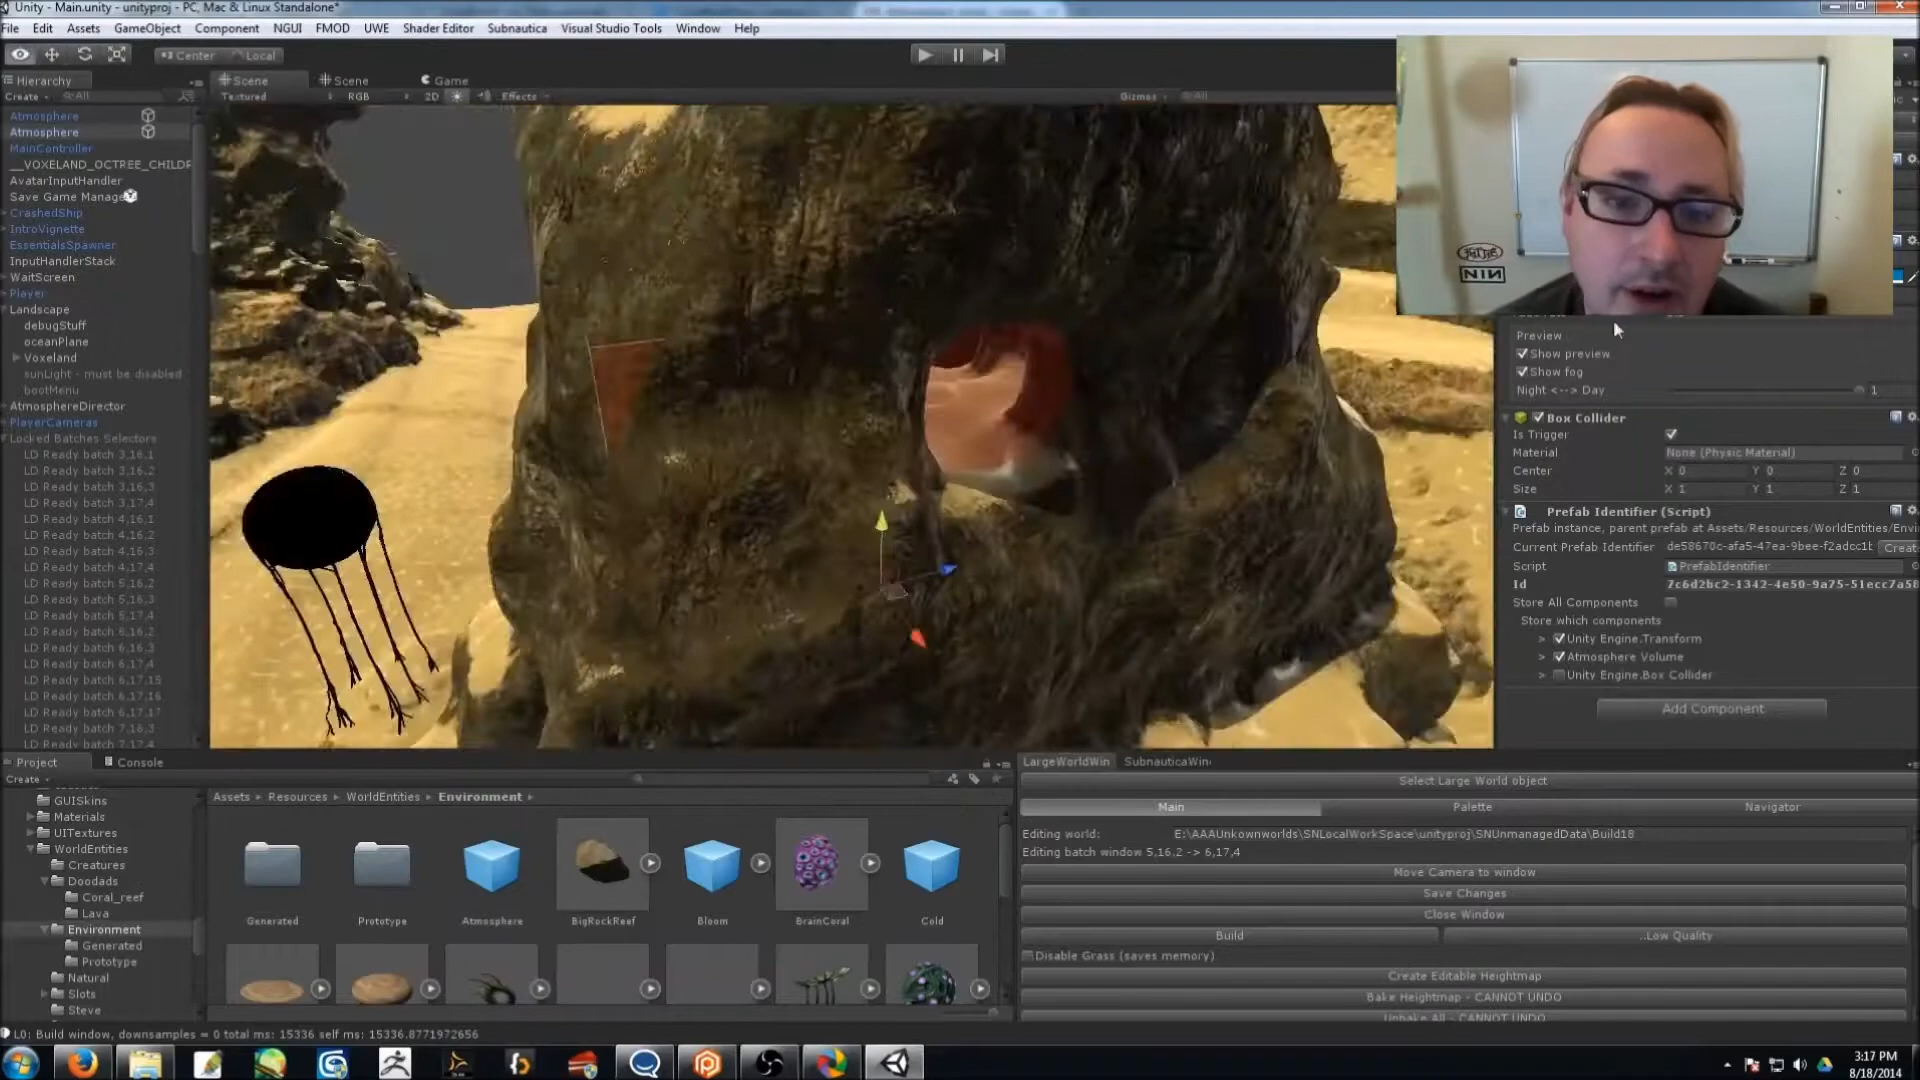 Unity - Main.unity - unityproj - PC, Mac & Linux Standalone*
File Edit Assets GameObject Component NGUI FMOD UWE Shader Editor Subnautica Visual Studio Tools Window Help
Center Local
Hierarchy
Create All
Atmosphere
Atmosphere
MainController
__VOXELAND_OCTREE_CHILDR
AvatarInputHandler
Save Game Manage
CrashedShip
IntroVignette
EssentialsSpawner
InputHandlerStack
WaitScreen
Player
Landscape
debugStuff
oceanPlane
Voxeland
sunLight - must be disabled
bootMenu
AtmosphereDirector
PlayerCameras
Locked Batches Selectors
LD Ready batch 3,16,1
LD Ready batch 3,16,2
LD Ready batch 3,16,3
LD Ready batch 3,17,4
LD Ready batch 4,16,1
LD Ready batch 4,16,2
LD Ready batch 4,16,3
LD Ready batch 4,17,4
LD Ready batch 5,16,2
LD Ready batch 5,16,3
LD Ready batch 5,17,4
LD Ready batch 6,16,2
LD Ready batch 6,16,3
LD Ready batch 6,17,4
LD Ready batch 6,17,15
LD Ready batch 6,17,16
LD Ready batch 6,17,17
LD Ready batch 7,16,3
LD Ready batch 7,17,4
Scene Scene Game
Textured RGB 2D Effects Gizmos All
NIN
Preview
Show preview
Show fog
Night <--> Day 1
Box Collider
Is Trigger
Material None (Physic Material)
Center X 0 Y 0 Z 0
Size X 1 Y 1 Z 1
Prefab Identifier (Script)
Prefab instance, parent prefab at Assets/Resources/WorldEntities/Envi
Current Prefab Identifier de58670c-afa5-47ea-9bee-f2adcc1b Create
Script PrefabIdentifier
Id 7c6d2bc2-1342-4e50-9a75-51ecc7a58
Store All Components
Store which components
> Unity Engine.Transform
> Atmosphere Volume
> Unity Engine.Box Collider
Add Component
Project Console
Create
GUISkins
Materials
UITextures
WorldEntities
Creatures
Doodads
Coral_reef
Lava
Environment
Generated
Prototype
Natural
Slots
Steve
Assets Resources WorldEntities Environment
Generated Prototype Atmosphere BigRockReef Bloom BrainCoral Cold
LargeWorldWin SubnauticaWin
Select Large World object
Main Palette Navigator
Editing world: E:\AAAUnkownworlds\SNLocalWorkSpace\unityproj\SNUnmanagedData\Build18
Editing batch window 5,16,2 -> 6,17,4
Move Camera to window
Save Changes
Close Window
Build ..Low Quality
Disable Grass (saves memory)
Create Editable Heightmap
Bake Heightmap - CANNOT UNDO
Unbake All - CANNOT UNDO
L0: Build window, downsamples = 0 total ms: 15336 self ms: 15336.8771972656
3:17 PM
8/18/2014